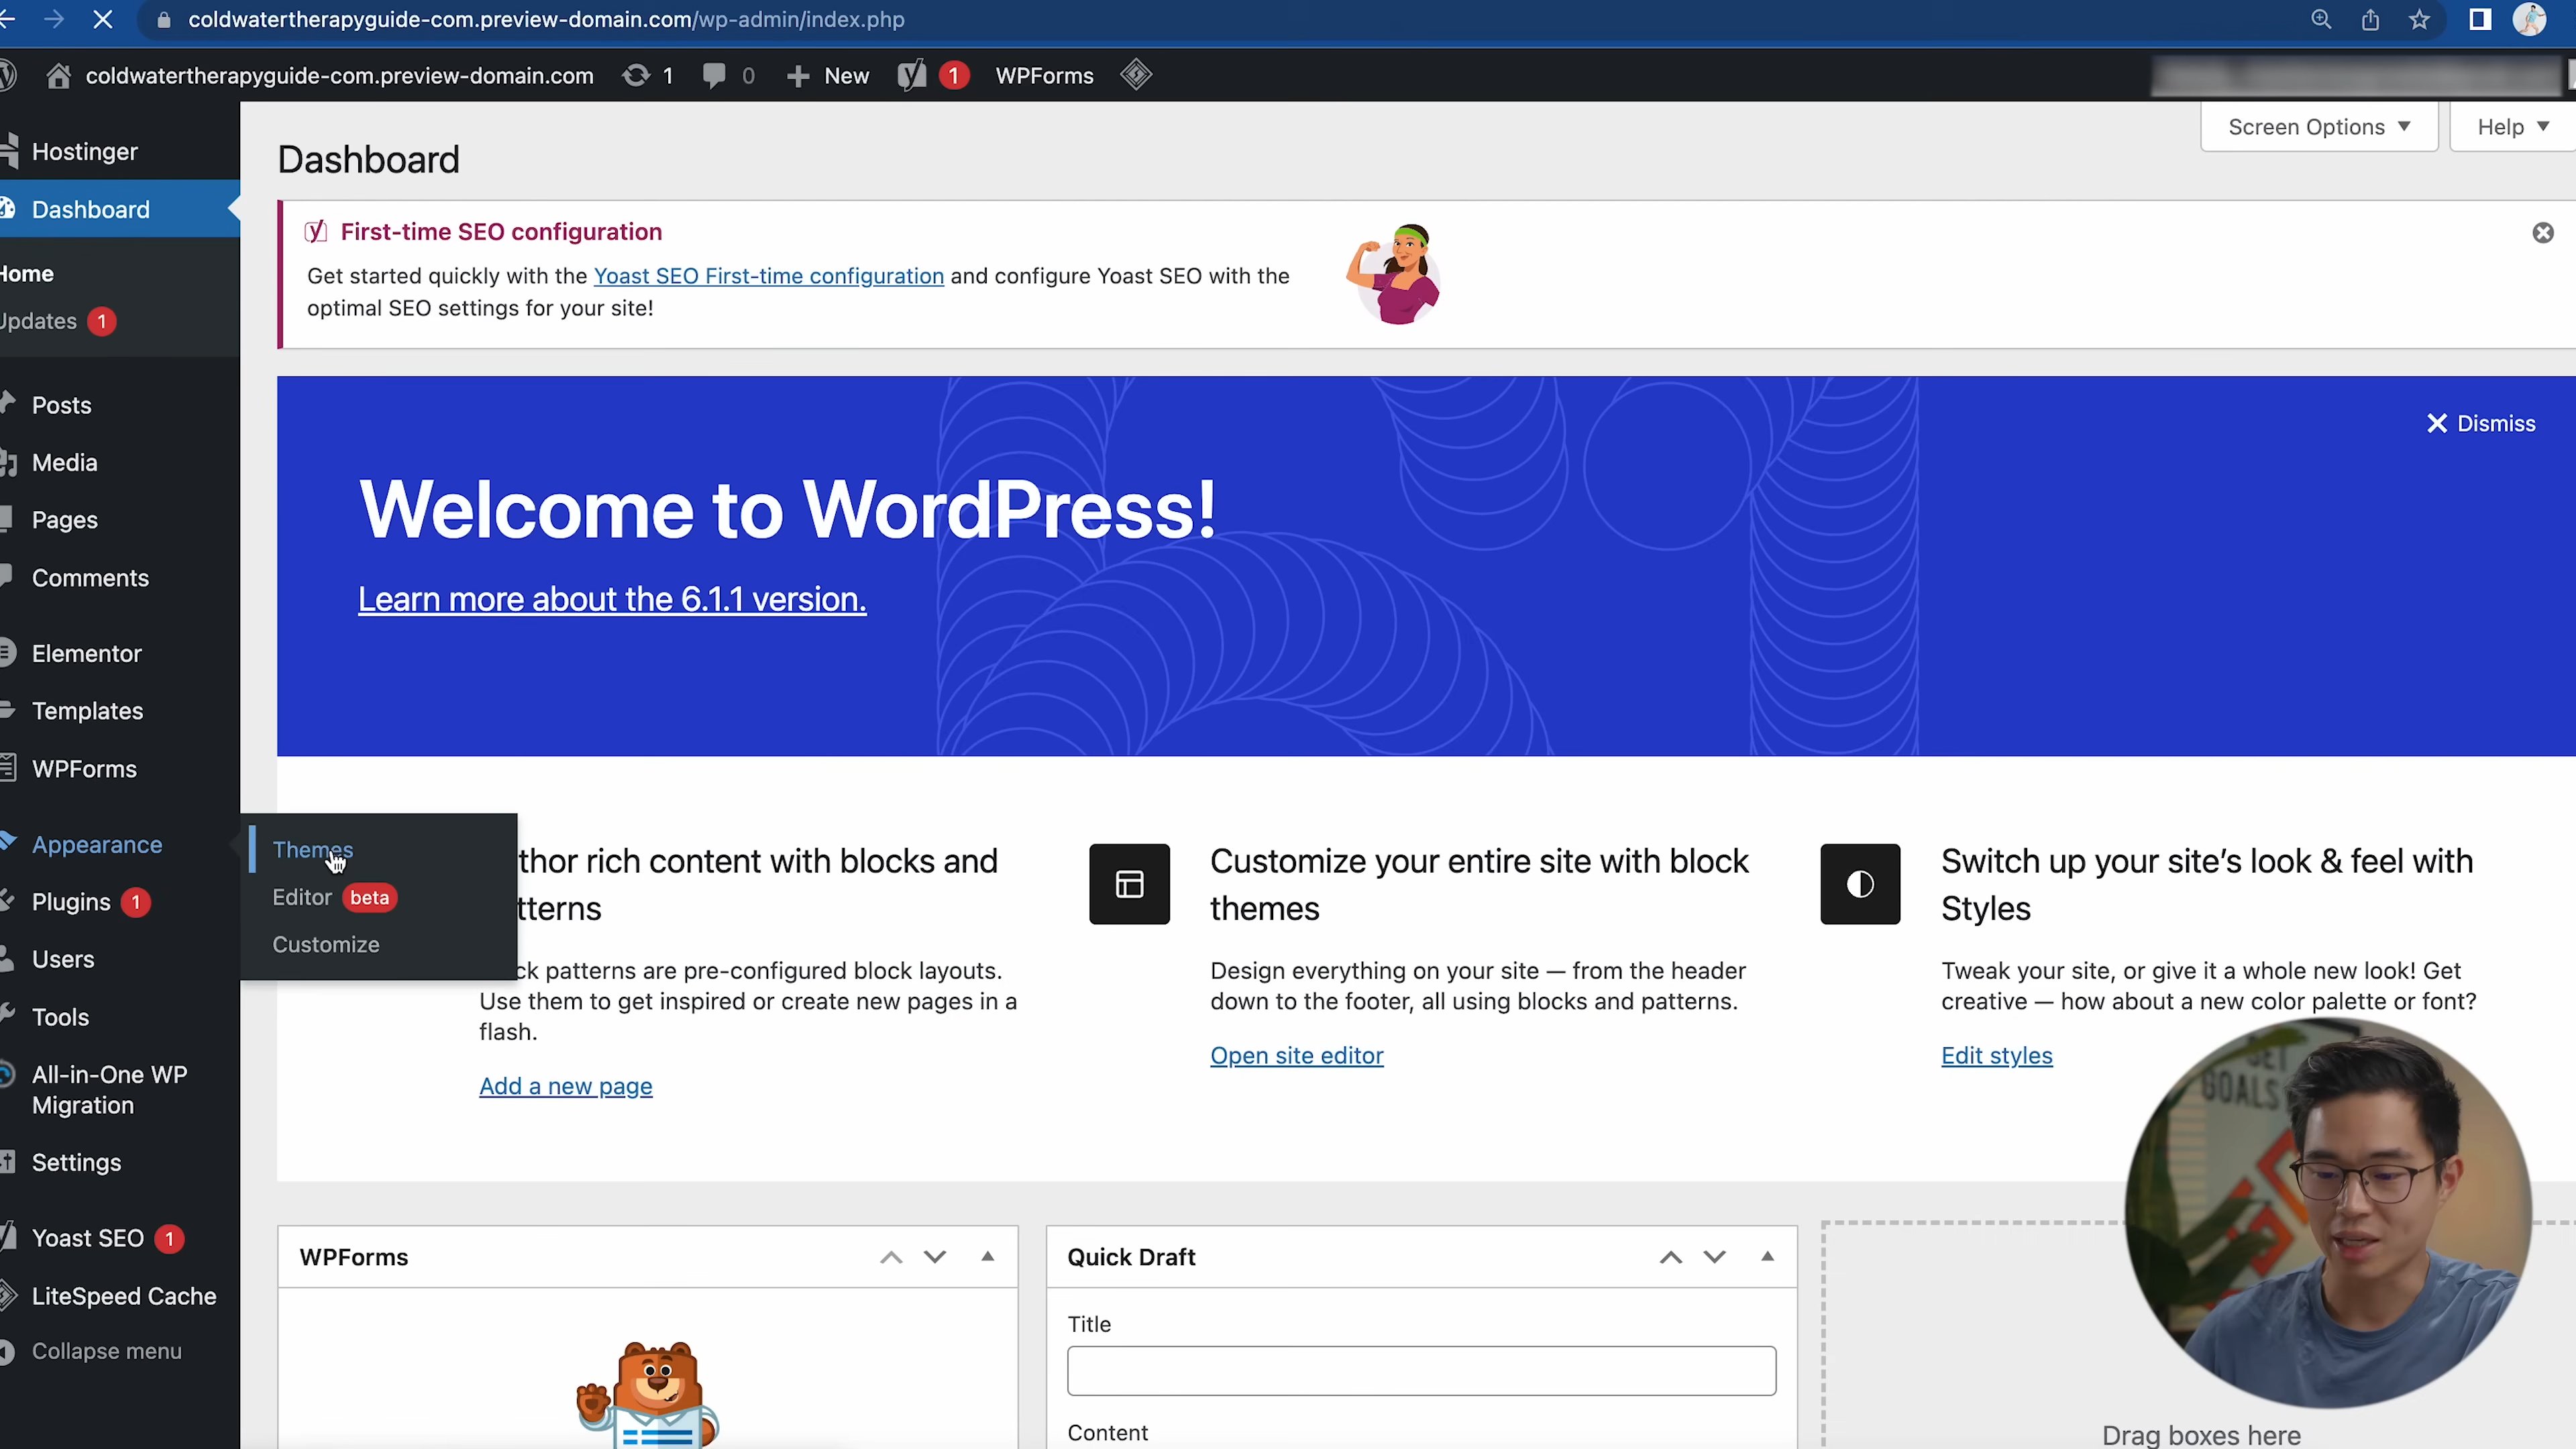 coldwatertherapyguide-com.preview-domain.com/wp-admin/index.php
coldwatertherapyguide-com.preview-domain.com 1 0 New 1 WPForms
Screen Options Help
Hostinger
Dashboard
Home
Updates 1
Posts
Media
Pages
Comments
Elementor
Templates
WPForms
Appearance
Plugins 1
Users
Tools
All-in-One WP
Migration
Settings
Yoast SEO 1
LiteSpeed Cache
Collapse menu
Themes
Editor beta
Customize
Dashboard
First-time SEO configuration
Get started quickly with the Yoast SEO First-time configuration and configure Yoast SEO with the
optimal SEO settings for your site!
Dismiss
Welcome to WordPress!
Learn more about the 6.1.1 version.
thor rich content with blocks and
tterns
ck patterns are pre-configured block layouts.
Use them to get inspired or create new pages in a
flash.
Add a new page
Customize your entire site with block
themes
Design everything on your site — from the header
down to the footer, all using blocks and patterns.
Open site editor
Switch up your site's look & feel with
Styles
Tweak your site, or give it a whole new look! Get
creative — how about a new color palette or font?
Edit styles
WPForms
Quick Draft
Title
Content
Drag boxes here
GOALS